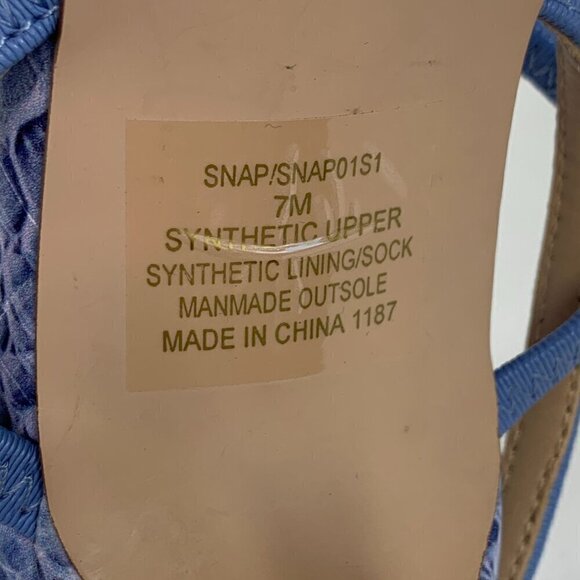 SNAP/SNAP01S1
7M
SYNTHETIC UPPER
SYNTHETIC LINING/SOCK
MANMADE OUTSOLE
MADE IN CHINA 1187